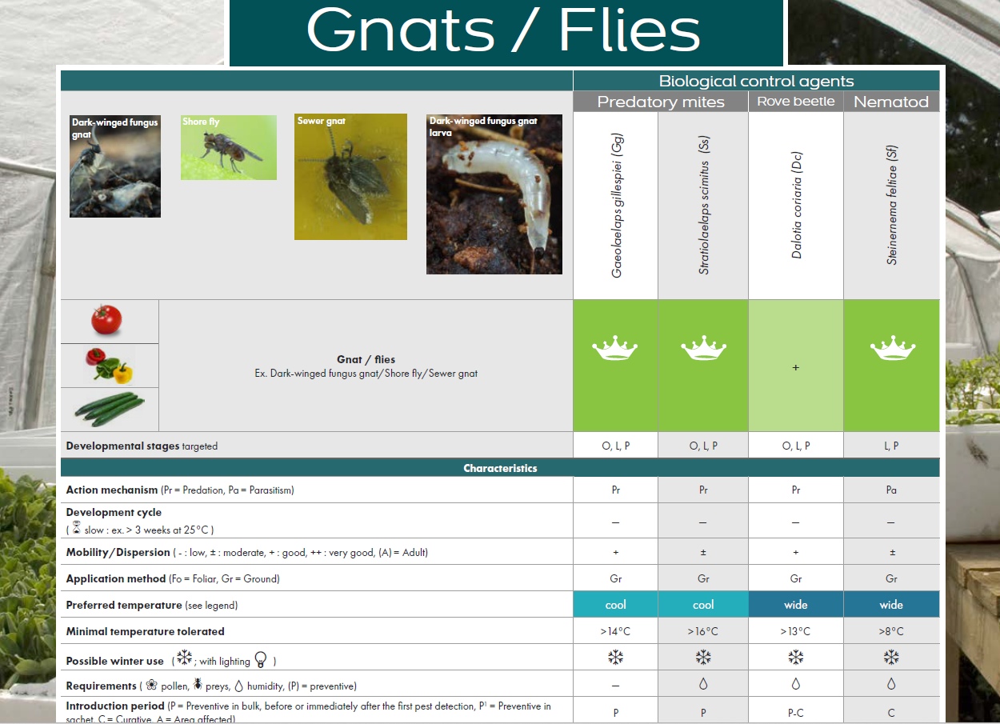 Gnats / Flies
Biological control agents
Predatory mites
Rove beetle
Nematod
Dark-winged fungus
gnat
Shore fly
Sewer gnat
Dark-winged fungus gnat
larva
Gaeolaelaps gillespiei (Gg)
Stratiolaelaps scimitus (Ss)
Dalotia coriaria (Dc)
Steinernema feltiae (Sf)
Gnat / flies
Ex. Dark-winged fungus gnat/Shore fly/Sewer gnat
+
Developmental stages targeted O, L, P O, L, P O, L, P L, P
Characteristics
Action mechanism (Pr = Predation, Pa = Parasitism) Pr Pr Pr Pa
Development cycle
( slow : ex. > 3 weeks at 25°C ) – – – –
Mobility/Dispersion ( - : low, ± : moderate, + : good, ++ : very good, (A) = Adult) + ± + ±
Application method (Fo = Foliar, Gr = Ground) Gr Gr Gr Gr
Preferred temperature (see legend) cool cool wide wide
Minimal temperature tolerated >14°C >16°C >13°C >8°C
Possible winter use ( ; with lighting )
Requirements ( pollen, preys, humidity, (P) = preventive) –
Introduction period (P = Preventive in bulk, before or immediately after the first pest detection, P¹ = Preventive in
sachet, C = Curative, A = Area affected) P P P-C C